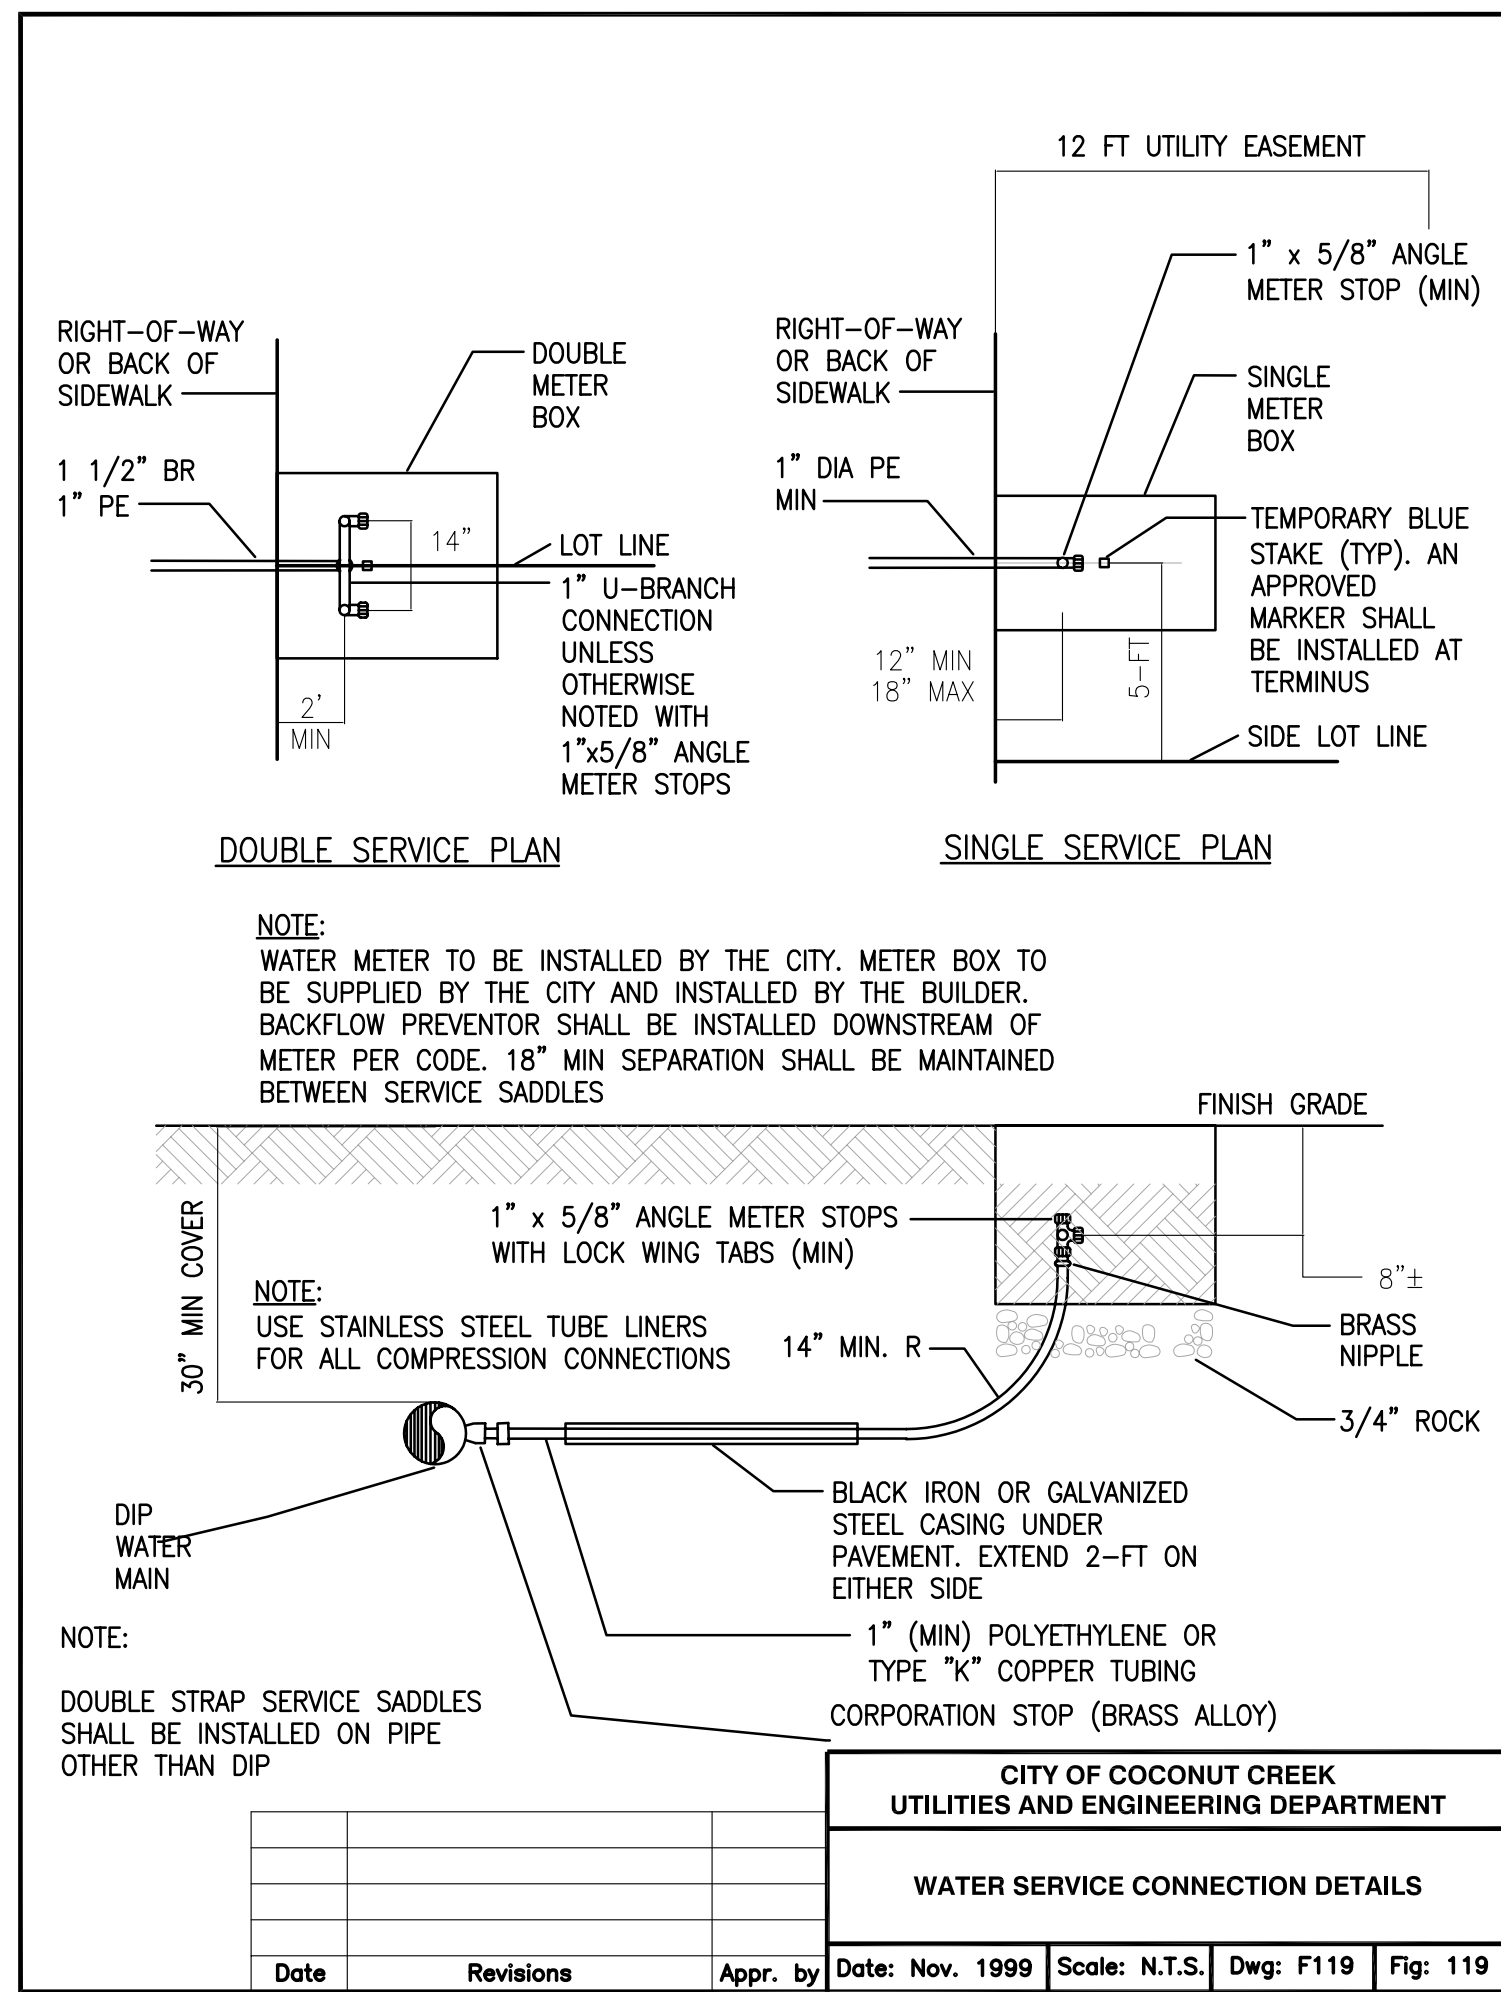 12 FT UTILITY EASEMENT
1" x 5/8" ANGLE
METER STOP (MIN)
RIGHT-OF-WAY
OR BACK OF
SIDEWALK
DOUBLE
METER
BOX
1 1/2" BR
1" PE
14"
LOT LINE
1" U-BRANCH
CONNECTION
UNLESS
OTHERWISE
NOTED WITH
1"x5/8" ANGLE
METER STOPS
2'
MIN
DOUBLE SERVICE PLAN
RIGHT-OF-WAY
OR BACK OF
SIDEWALK
SINGLE
METER
BOX
1" DIA PE
MIN
TEMPORARY BLUE
STAKE (TYP). AN
APPROVED
MARKER SHALL
BE INSTALLED AT
TERMINUS
12" MIN
18" MAX
5-FT
SIDE LOT LINE
SINGLE SERVICE PLAN
NOTE:
WATER METER TO BE INSTALLED BY THE CITY. METER BOX TO
BE SUPPLIED BY THE CITY AND INSTALLED BY THE BUILDER.
BACKFLOW PREVENTOR SHALL BE INSTALLED DOWNSTREAM OF
METER PER CODE. 18" MIN SEPARATION SHALL BE MAINTAINED
BETWEEN SERVICE SADDLES
FINISH GRADE
30" MIN COVER
1" x 5/8" ANGLE METER STOPS
WITH LOCK WING TABS (MIN)
8"±
NOTE:
USE STAINLESS STEEL TUBE LINERS
FOR ALL COMPRESSION CONNECTIONS
14" MIN. R
BRASS
NIPPLE
3/4" ROCK
DIP
WATER
MAIN
BLACK IRON OR GALVANIZED
STEEL CASING UNDER
PAVEMENT. EXTEND 2-FT ON
EITHER SIDE
1" (MIN) POLYETHYLENE OR
TYPE "K" COPPER TUBING
CORPORATION STOP (BRASS ALLOY)
NOTE:
DOUBLE STRAP SERVICE SADDLES
SHALL BE INSTALLED ON PIPE
OTHER THAN DIP
CITY OF COCONUT CREEK
UTILITIES AND ENGINEERING DEPARTMENT
WATER SERVICE CONNECTION DETAILS
Date Revisions Appr. by Date: Nov. 1999 Scale: N.T.S. Dwg: F119 Fig: 119